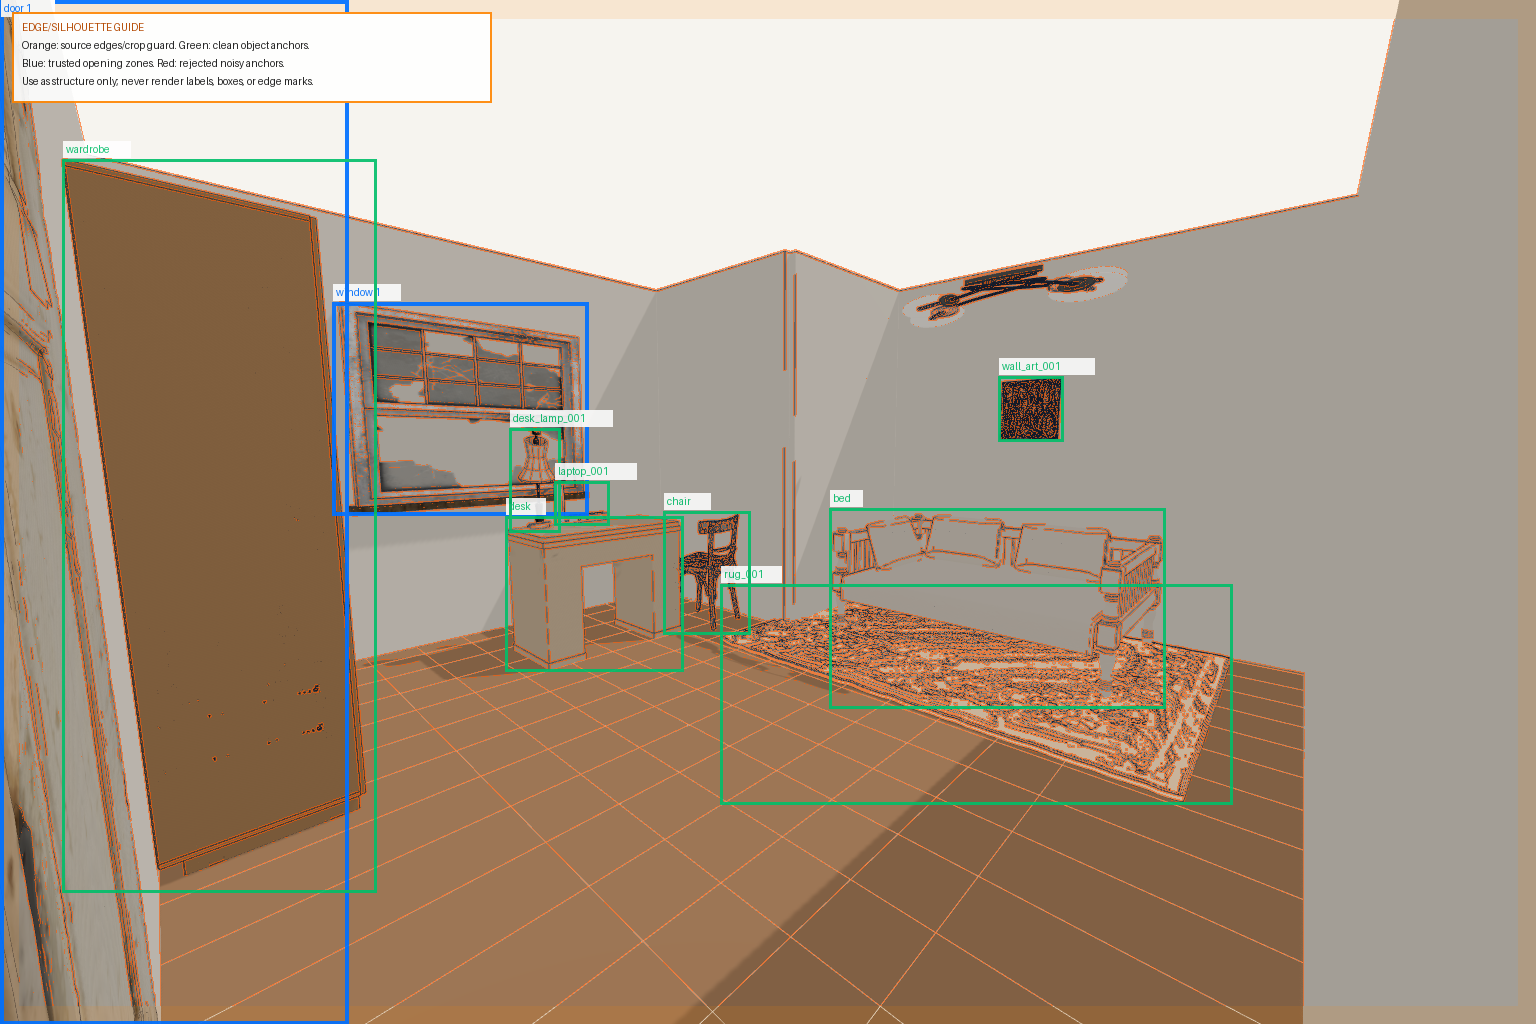 door 1
EDGE/SILHOUETTE GUIDE
Orange: source edges/crop guard. Green: clean object anchors.
Blue: trusted opening zones. Red: rejected noisy anchors.
Use as structure only; never render labels, boxes, or edge marks.
wardrobe
window 1
wall_art_001
desk_lamp_001
laptop_001
desk
chair
bed
rug_001